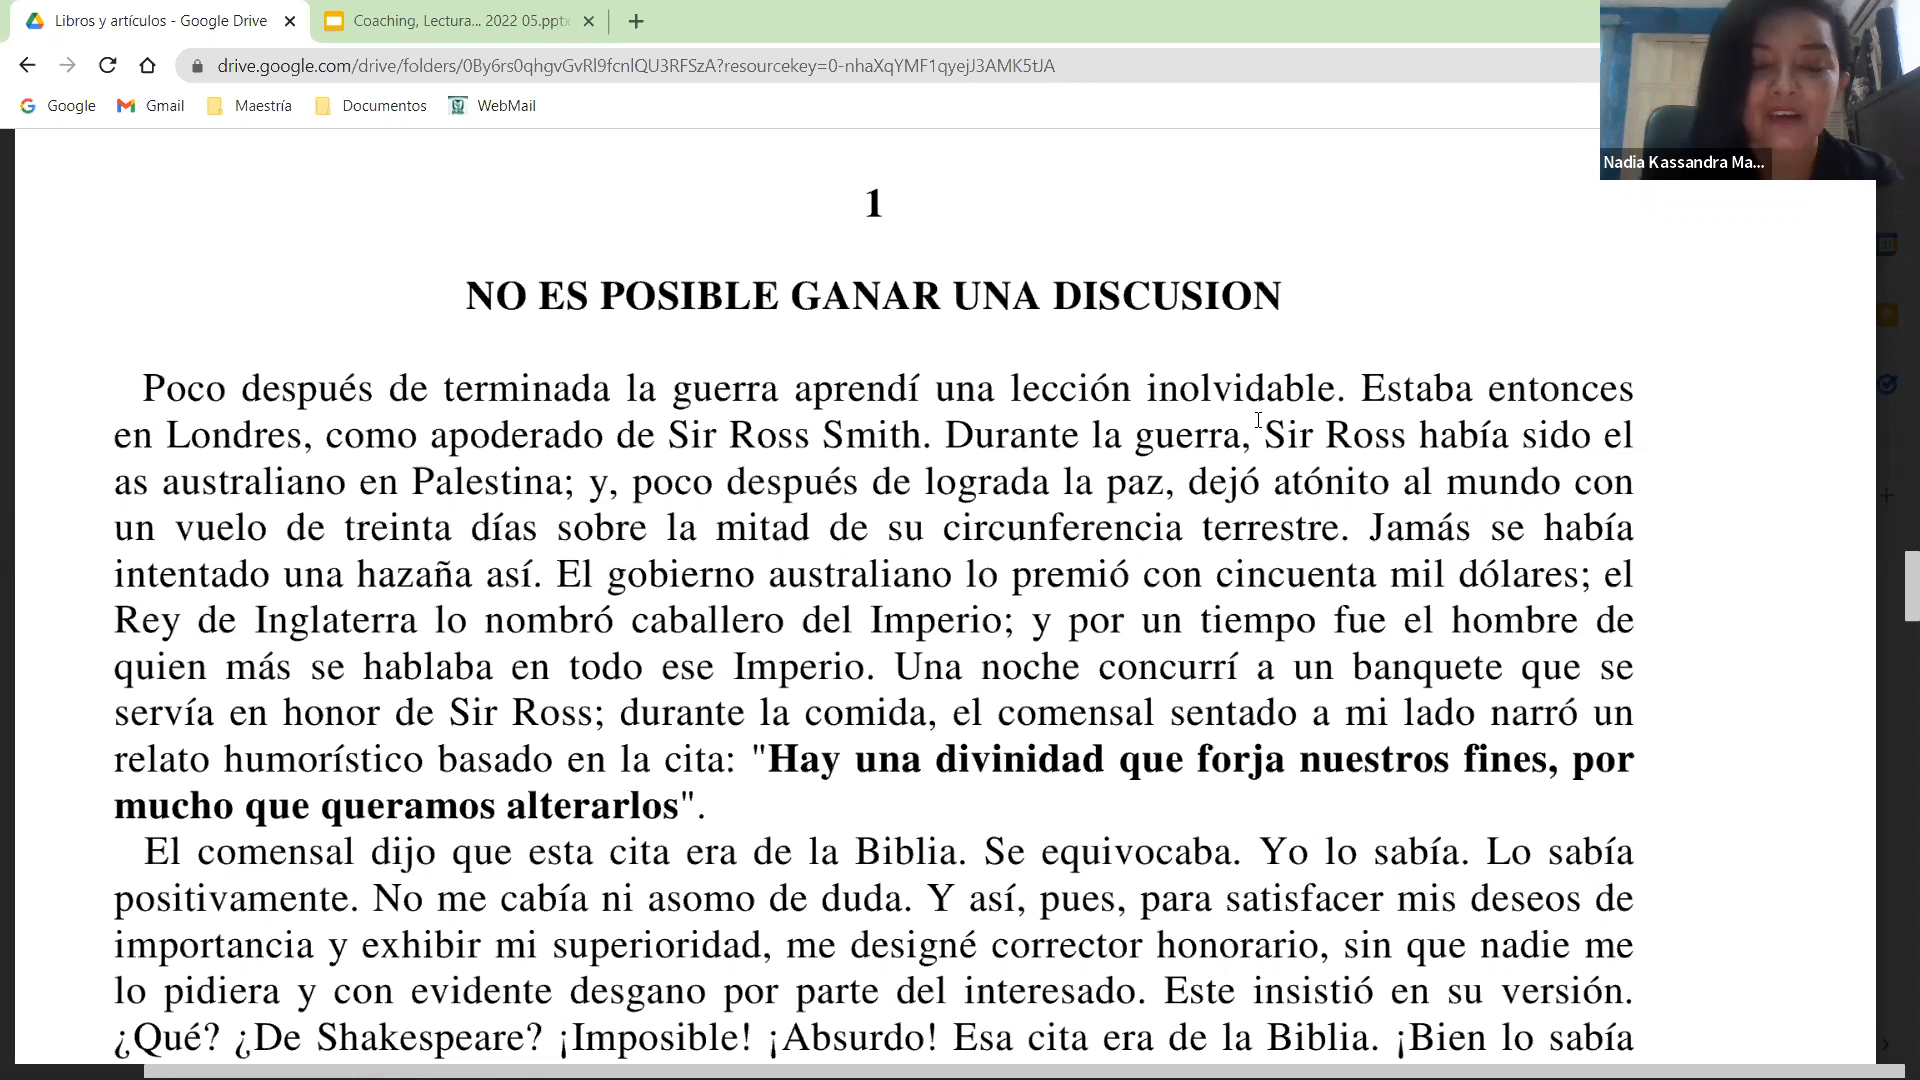 Libros y artículos - Google Drive
Coaching, Lectura... 2022 05.pptx
drive.google.com/drive/folders/0By6rs0qhgvGvRl9fcnlQU3RFSzA?resourcekey=0-nhaXqYMF1qyejJ3AMK5tJA
Google Gmail Maestría Documentos WebMail
Nadia Kassandra Ma...
1
NO ES POSIBLE GANAR UNA DISCUSION
Poco después de terminada la guerra aprendí una lección inolvidable. Estaba entonces
en Londres, como apoderado de Sir Ross Smith. Durante la guerra, Sir Ross había sido el
as australiano en Palestina; y, poco después de lograda la paz, dejó atónito al mundo con
un vuelo de treinta días sobre la mitad de su circunferencia terrestre. Jamás se había
intentado una hazaña así. El gobierno australiano lo premió con cincuenta mil dólares; el
Rey de Inglaterra lo nombró caballero del Imperio; y por un tiempo fue el hombre de
quien más se hablaba en todo ese Imperio. Una noche concurrí a un banquete que se
servía en honor de Sir Ross; durante la comida, el comensal sentado a mi lado narró un
relato humorístico basado en la cita: "Hay una divinidad que forja nuestros fines, por
mucho que queramos alterarlos".
El comensal dijo que esta cita era de la Biblia. Se equivocaba. Yo lo sabía. Lo sabía
positivamente. No me cabía ni asomo de duda. Y así, pues, para satisfacer mis deseos de
importancia y exhibir mi superioridad, me designé corrector honorario, sin que nadie me
lo pidiera y con evidente desgano por parte del interesado. Este insistió en su versión.
¿Qué? ¿De Shakespeare? ¡Imposible! ¡Absurdo! Esa cita era de la Biblia. ¡Bien lo sabía